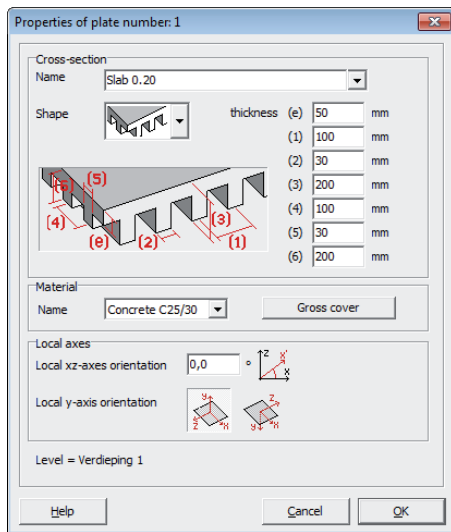 Properties of plate number: 1
Cross-section
Name Slab 0.20
Shape thickness (e) 50 mm
(1) 100 mm
(2) 30 mm
(3) 200 mm
(4) 100 mm
(5) 30 mm
(6) 200 mm
(6) (5) (4) (e) (2) (3) (1)
Material
Name Concrete C25/30 Gross cover
Local axes
Local xz-axes orientation 0,0 ° z x' x
Local y-axis orientation y z x z y x
Level = Verdieping 1
Help Cancel OK